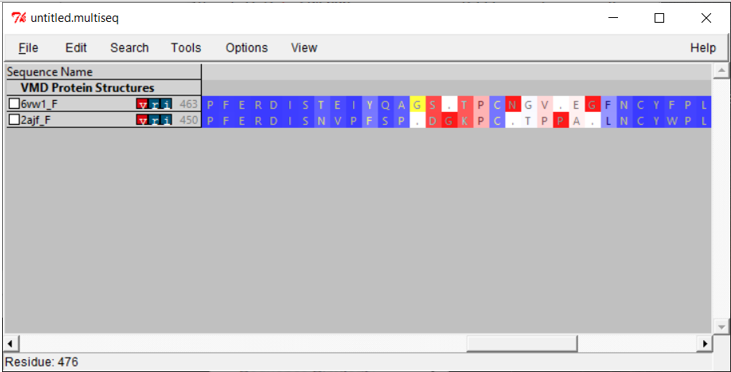 untitled.multiseq
File Edit Search Tools Options View Help
Sequence Name
VMD Protein Structures
6vw1_F v r i 463 P F E R D I S T E I Y Q A G S . T P C N G V . E G F N C Y F P L
2ajf_F v r i 450 P F E R D I S N V P F S P . D G K P C . T P P A . L N C Y W P L
Residue: 476